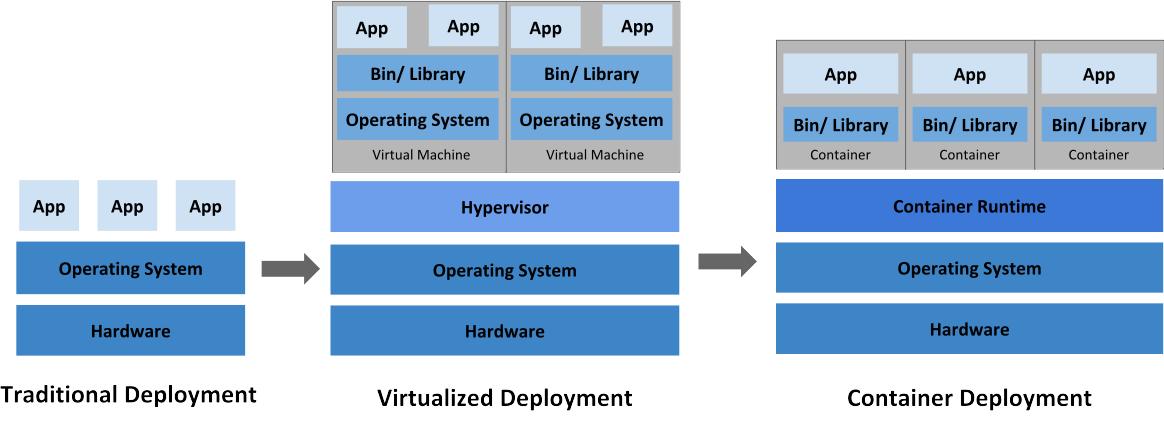 App
App
App
Operating System
Hardware
Traditional Deployment
App
App
App
App
Bin/ Library
Bin/ Library
Operating System
Operating System
Virtual Machine
Virtual Machine
Hypervisor
Operating System
Hardware
Virtualized Deployment
App
App
App
Bin/ Library
Bin/ Library
Bin/ Library
Container
Container
Container
Container Runtime
Operating System
Hardware
Container Deployment